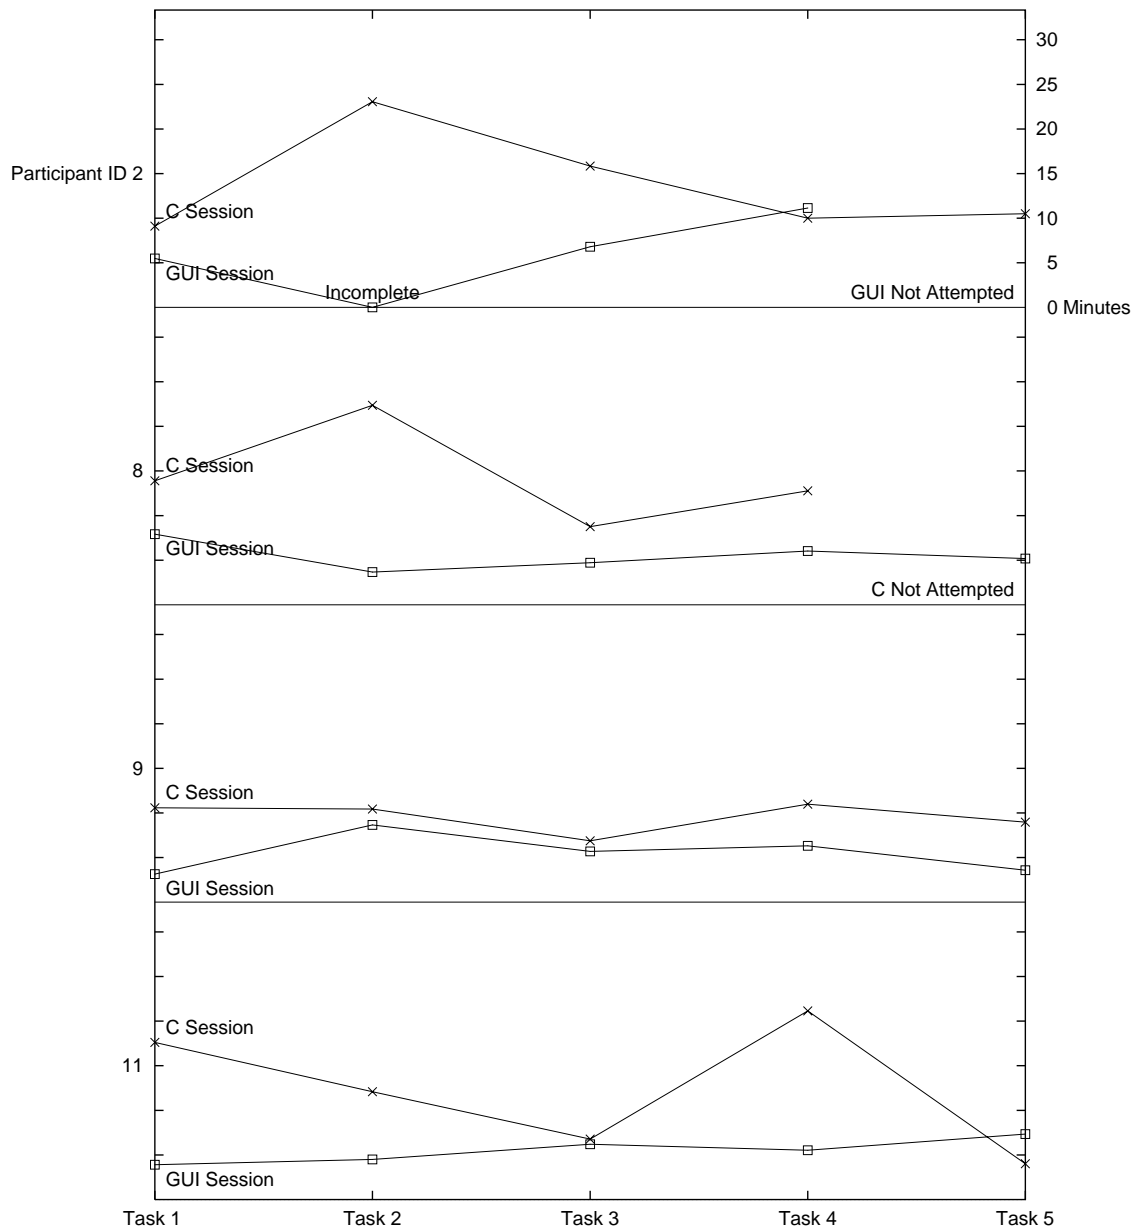 30
25
20
Participant ID 2
15
C Session
10
GUI Session
5
Incomplete
GUI Not Attempted
0 Minutes
8
C Session
GUI Session
C Not Attempted
9
C Session
GUI Session
C Session
11
GUI Session
Task 1
Task 2
Task 3
Task 4
Task 5